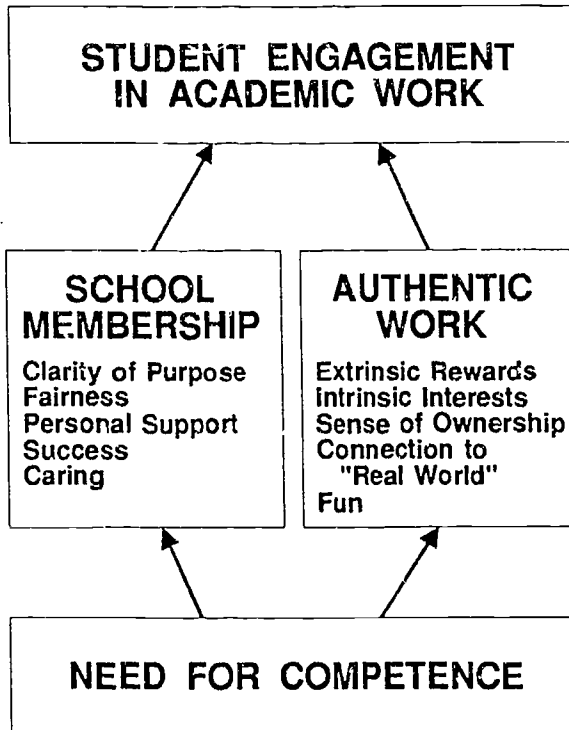 STUDENT ENGAGEMENT
IN ACADEMIC WORK
SCHOOL
MEMBERSHIP
Clarity of Purpose
Fairness
Personal Support
Success
Caring
AUTHENTIC
WORK
Extrinsic Rewards
Intrinsic Interests
Sense of Ownership
Connection to
"Real World"
Fun
NEED FOR COMPETENCE